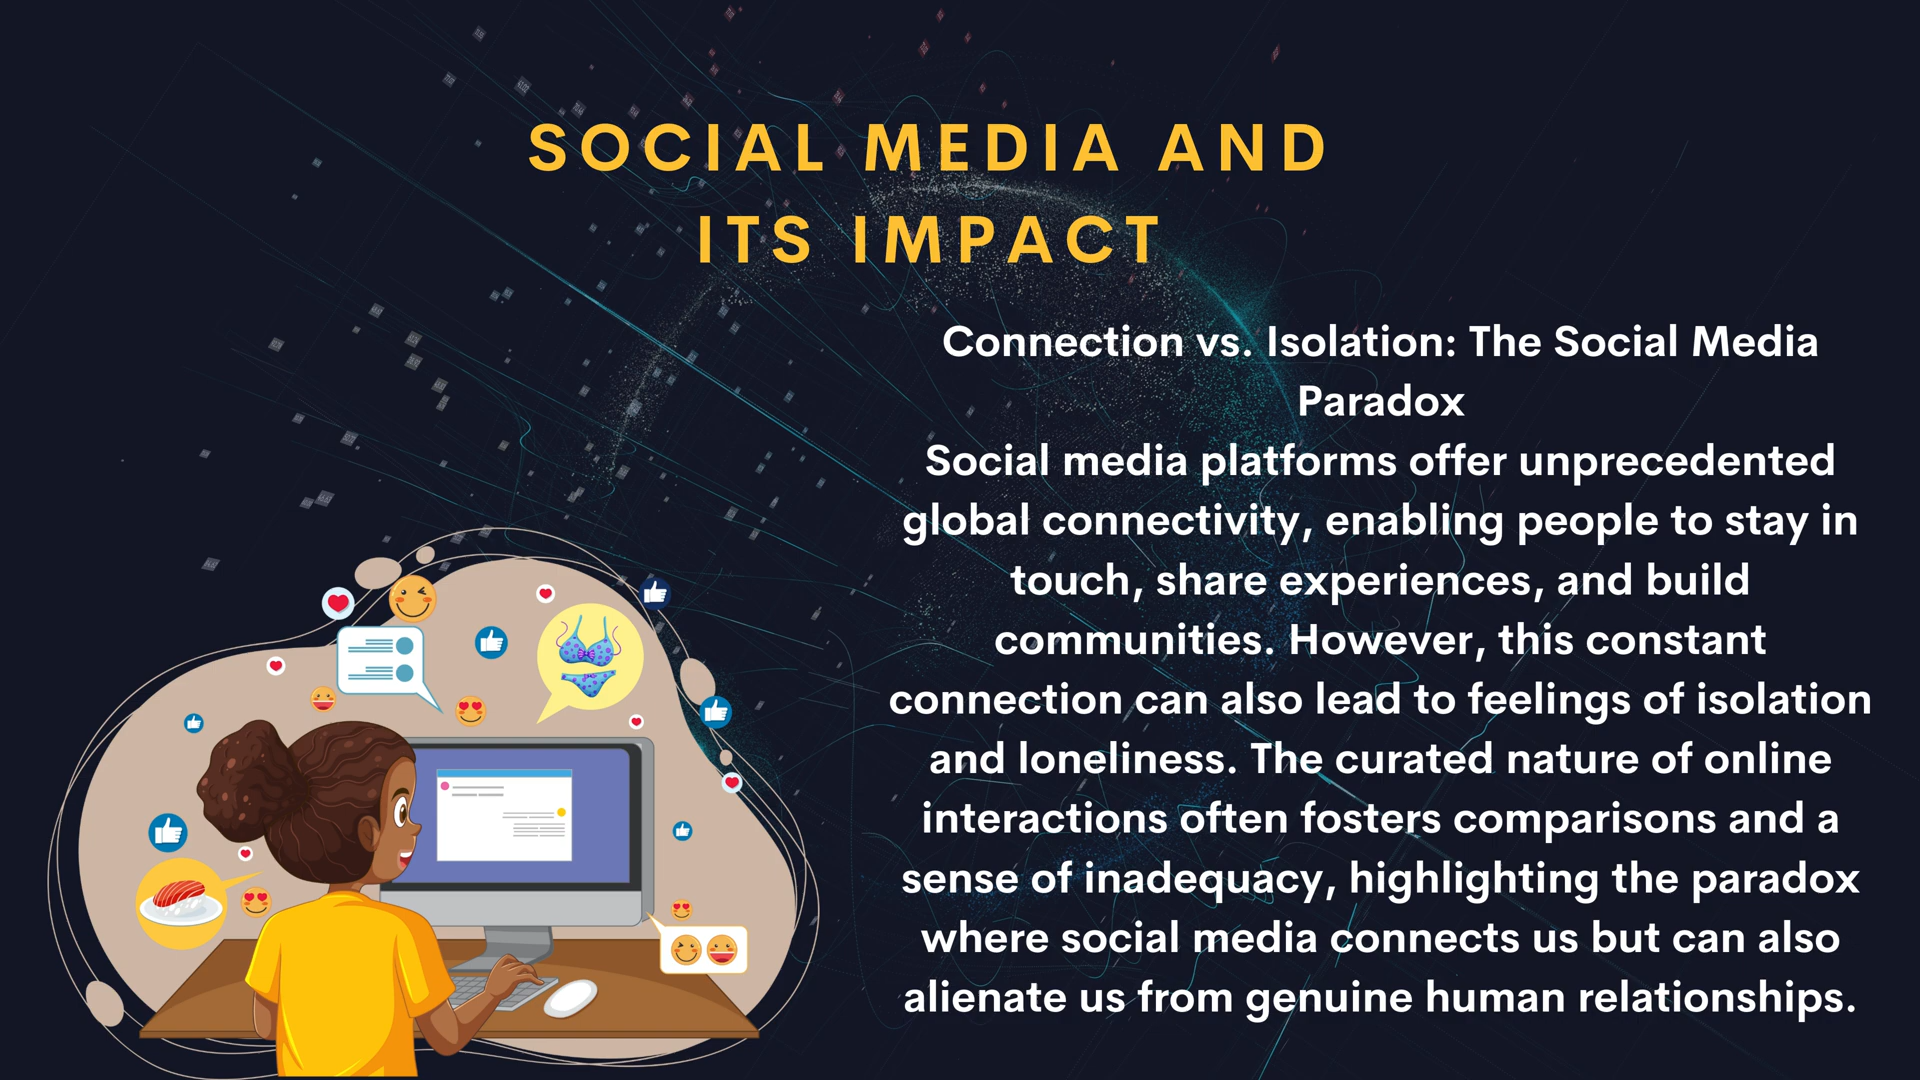 SOCIAL MEDIA AND
ITS IMPACT
Connection vs. Isolation: The Social Media
Paradox
Social media platforms offer unprecedented
global connectivity, enabling people to stay in
touch, share experiences, and build
communities. However, this constant
connection can also lead to feelings of isolation
and loneliness. The curated nature of online
interactions often fosters comparisons and a
sense of inadequacy, highlighting the paradox
where social media connects us but can also
alienate us from genuine human relationships.